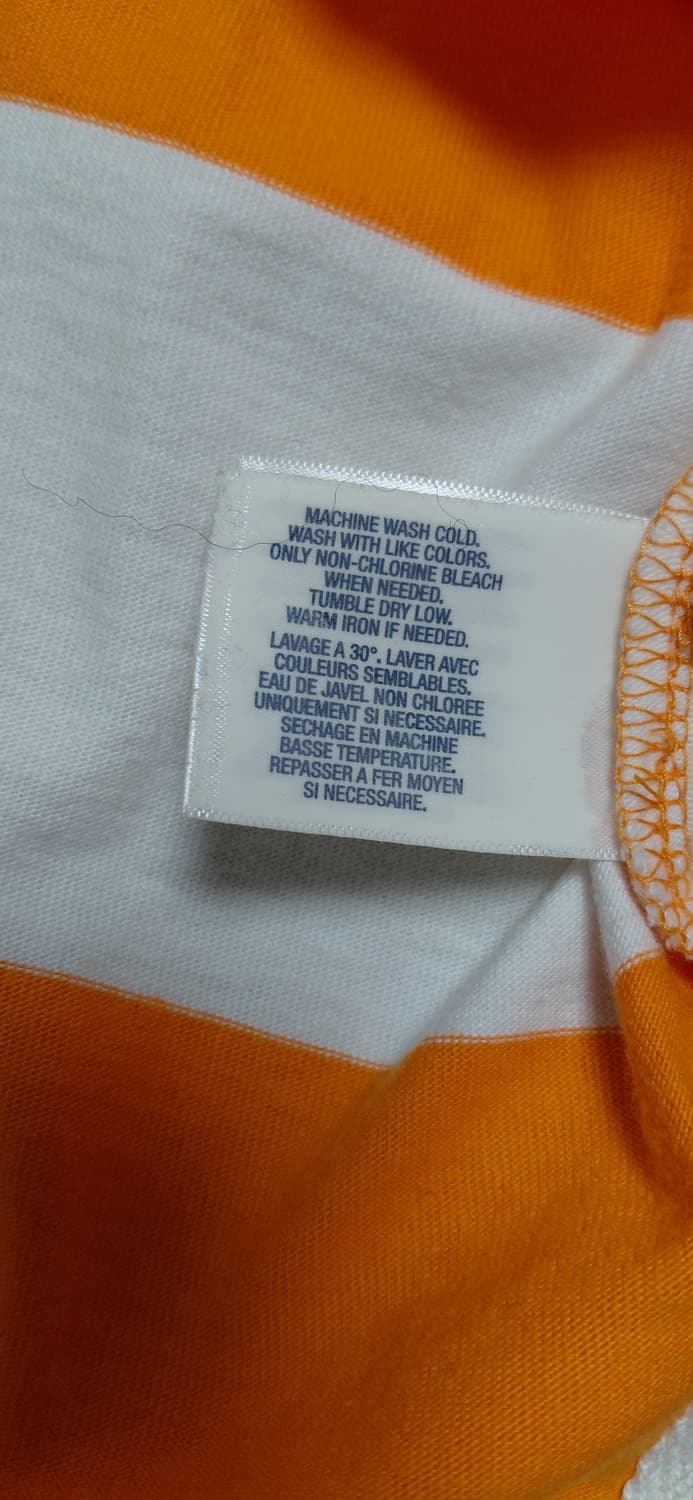 MACHINE WASH COLD.
WASH WITH LIKE COLORS.
ONLY NON-CHLORINE BLEACH
WHEN NEEDED.
TUMBLE DRY LOW.
WARM IRON IF NEEDED.
LAVAGE A 30°. LAVER AVEC
COULEURS SEMBLABLES.
EAU DE JAVEL NON CHLOREE
UNIQUEMENT SI NECESSAIRE.
SECHAGE EN MACHINE
BASSE TEMPERATURE.
REPASSER A FER MOYEN
SI NECESSAIRE.